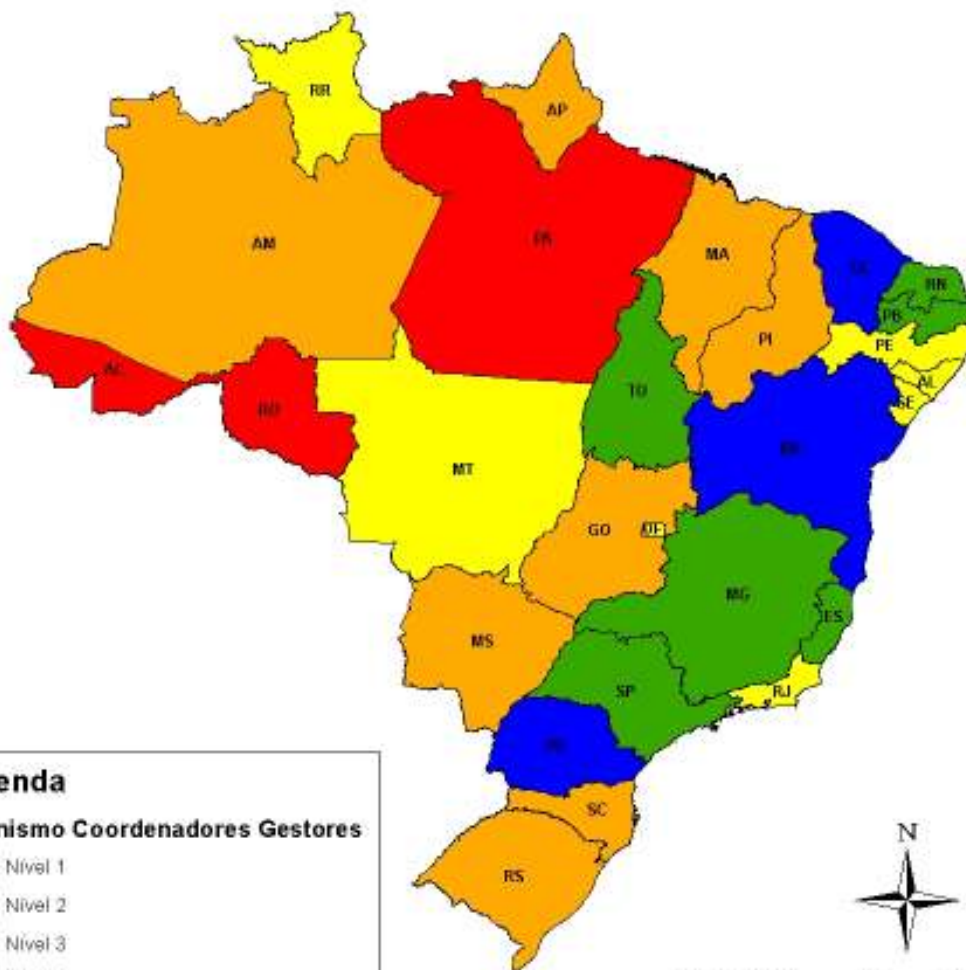 RR
AP
AM
PA
MA
CE
RN
PB
PI
PE
AL
SE
AC
RO
TO
BA
MT
GO
DF
MG
ES
MS
SP
RJ
PR
SC
RS
enda
nismo Coordenadores Gestores
Nível 1
Nível 2
Nível 3
N